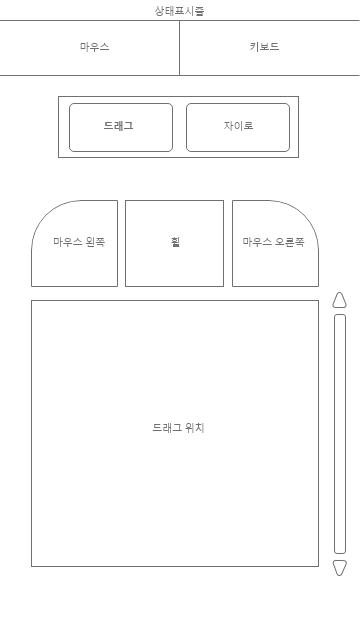 상태표시줄
마우스 키보드
드래그 자이로
마우스 왼쪽 휠 마우스 오른쪽
드래그 위치